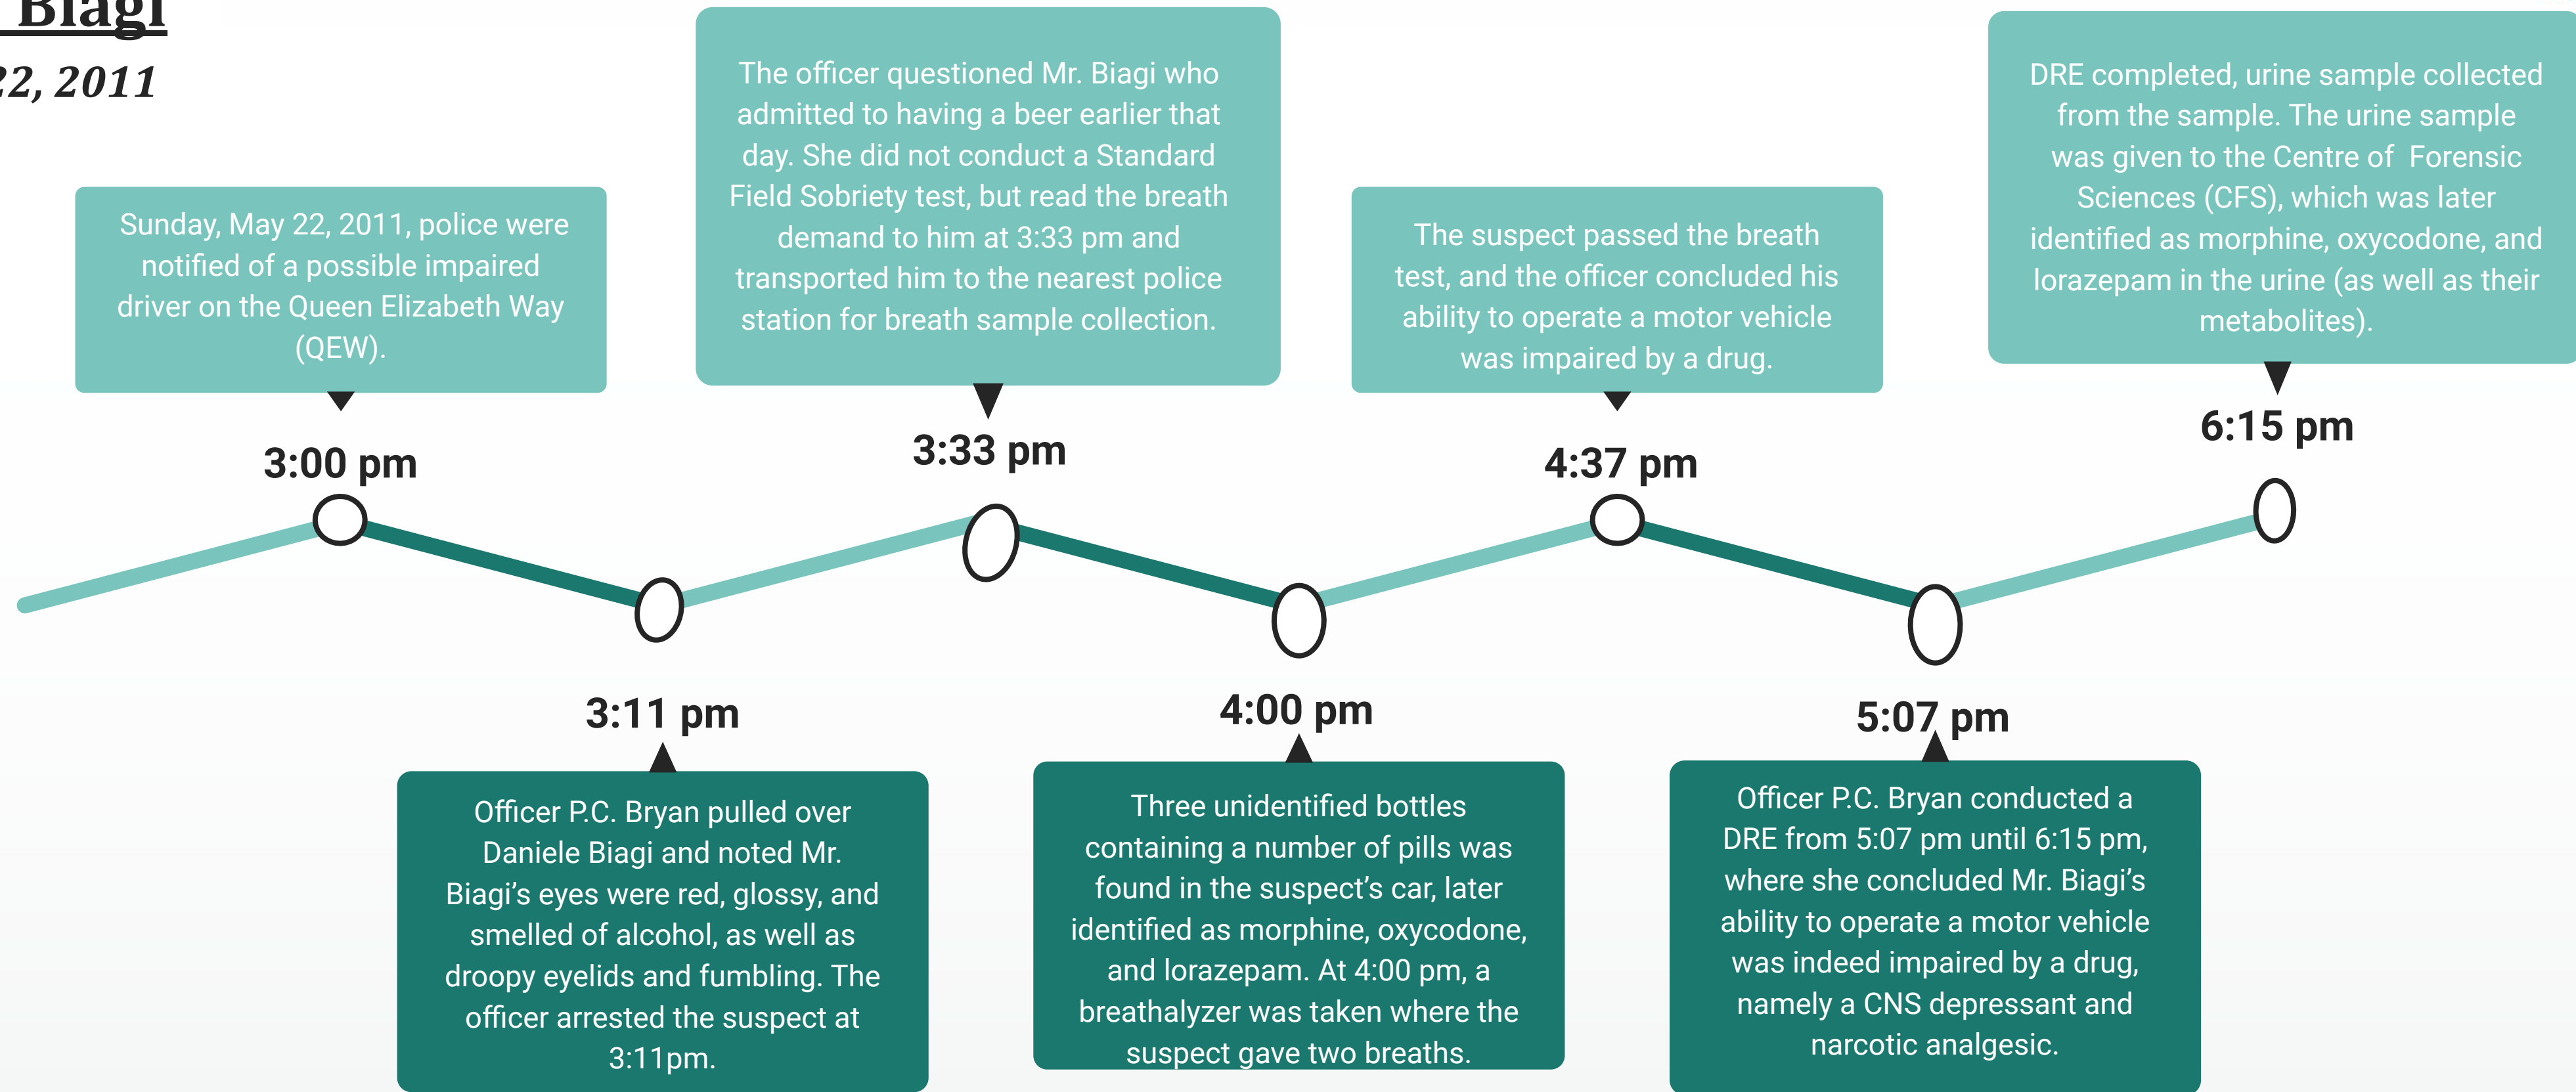 Biagi
22, 2011
Sunday, May 22, 2011, police were
notified of a possible impaired
driver on the Queen Elizabeth Way
(QEW).
3:00 pm
Officer P.C. Bryan pulled over
Daniele Biagi and noted Mr.
Biagi’s eyes were red, glossy, and
smelled of alcohol, as well as
droopy eyelids and fumbling. The
officer arrested the suspect at
3:11pm.
3:11 pm
The officer questioned Mr. Biagi who
admitted to having a beer earlier that
day. She did not conduct a Standard
Field Sobriety test, but read the breath
demand to him at 3:33 pm and
transported him to the nearest police
station for breath sample collection.
3:33 pm
4:00 pm
Three unidentified bottles
containing a number of pills was
found in the suspect’s car, later
identified as morphine, oxycodone,
and lorazepam. At 4:00 pm, a
breathalyzer was taken where the
suspect gave two breaths.
The suspect passed the breath
test, and the officer concluded his
ability to operate a motor vehicle
was impaired by a drug.
4:37 pm
5:07 pm
Officer P.C. Bryan conducted a
DRE from 5:07 pm until 6:15 pm,
where she concluded Mr. Biagi’s
ability to operate a motor vehicle
was indeed impaired by a drug,
namely a CNS depressant and
narcotic analgesic.
DRE completed, urine sample collected
from the sample. The urine sample
was given to the Centre of  Forensic
Sciences (CFS), which was later
identified as morphine, oxycodone, and
lorazepam in the urine (as well as their
metabolites).
6:15 pm